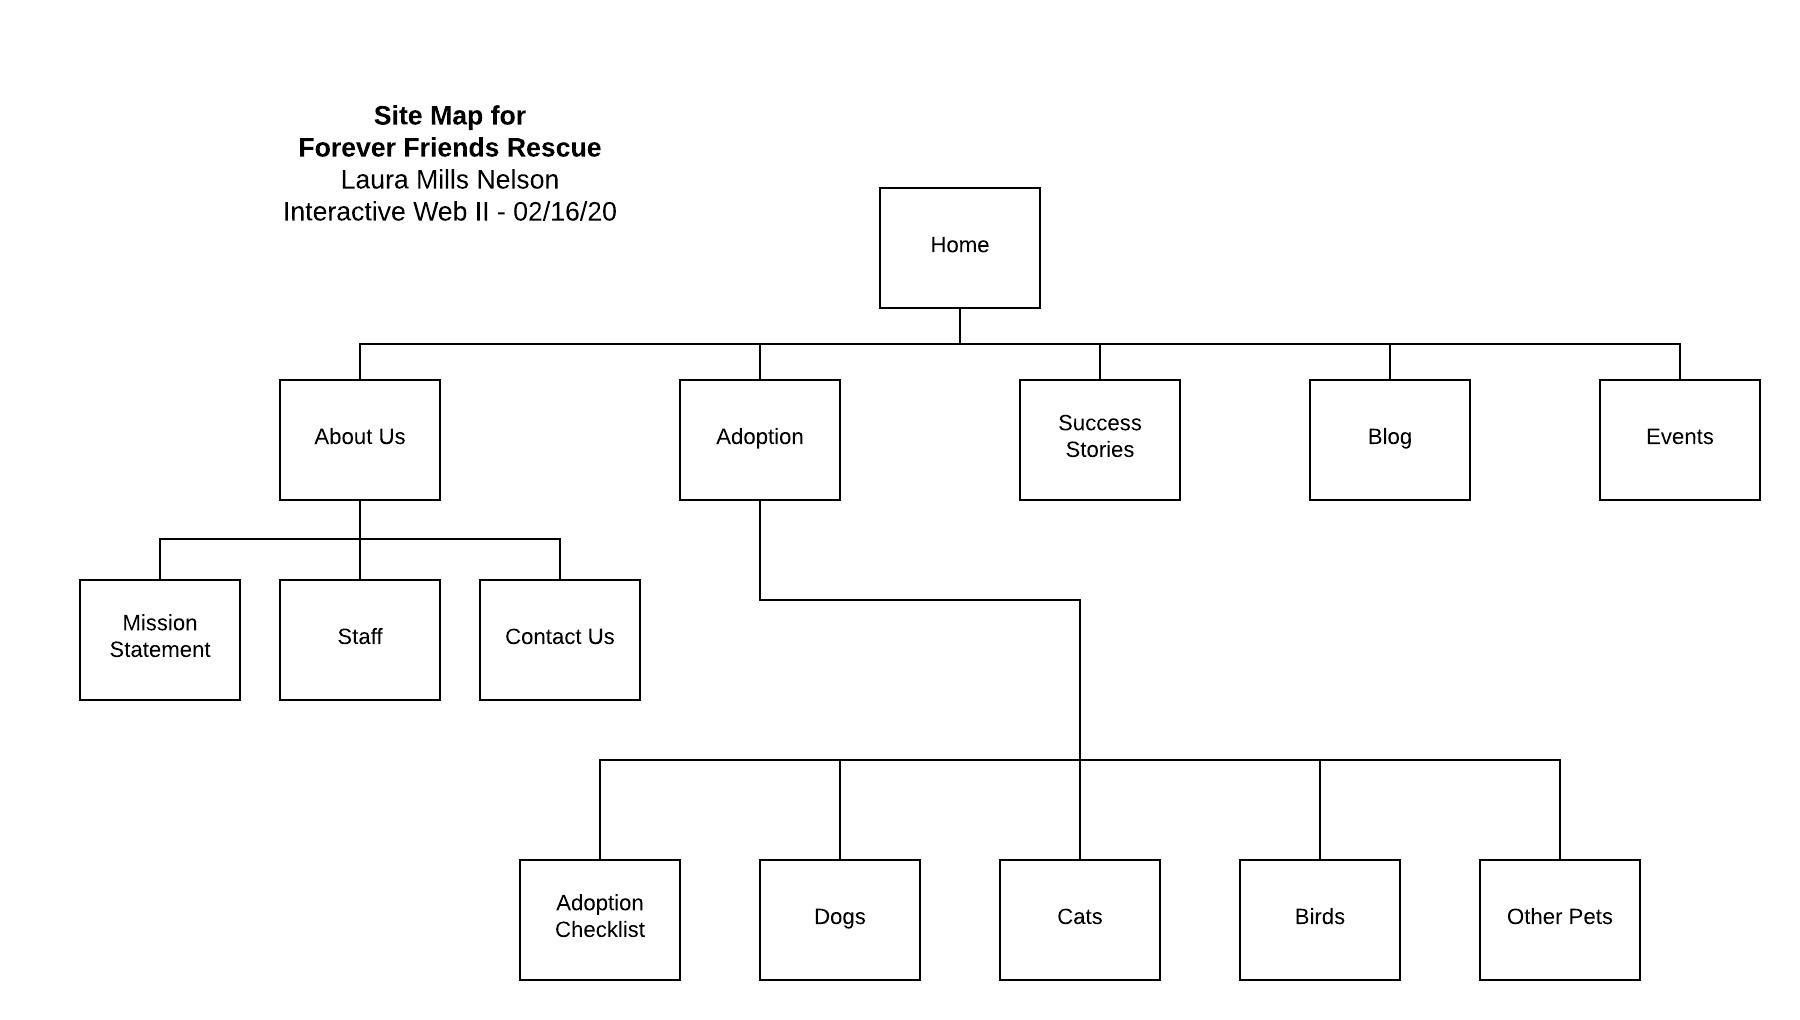 Site Map for
Forever Friends Rescue
Laura Mills Nelson
Interactive Web II - 02/16/20
Home
About Us
Adoption
Success
Stories
Blog
Events
Mission
Statement
Staff
Contact Us
Adoption
Checklist
Dogs
Cats
Birds
Other Pets